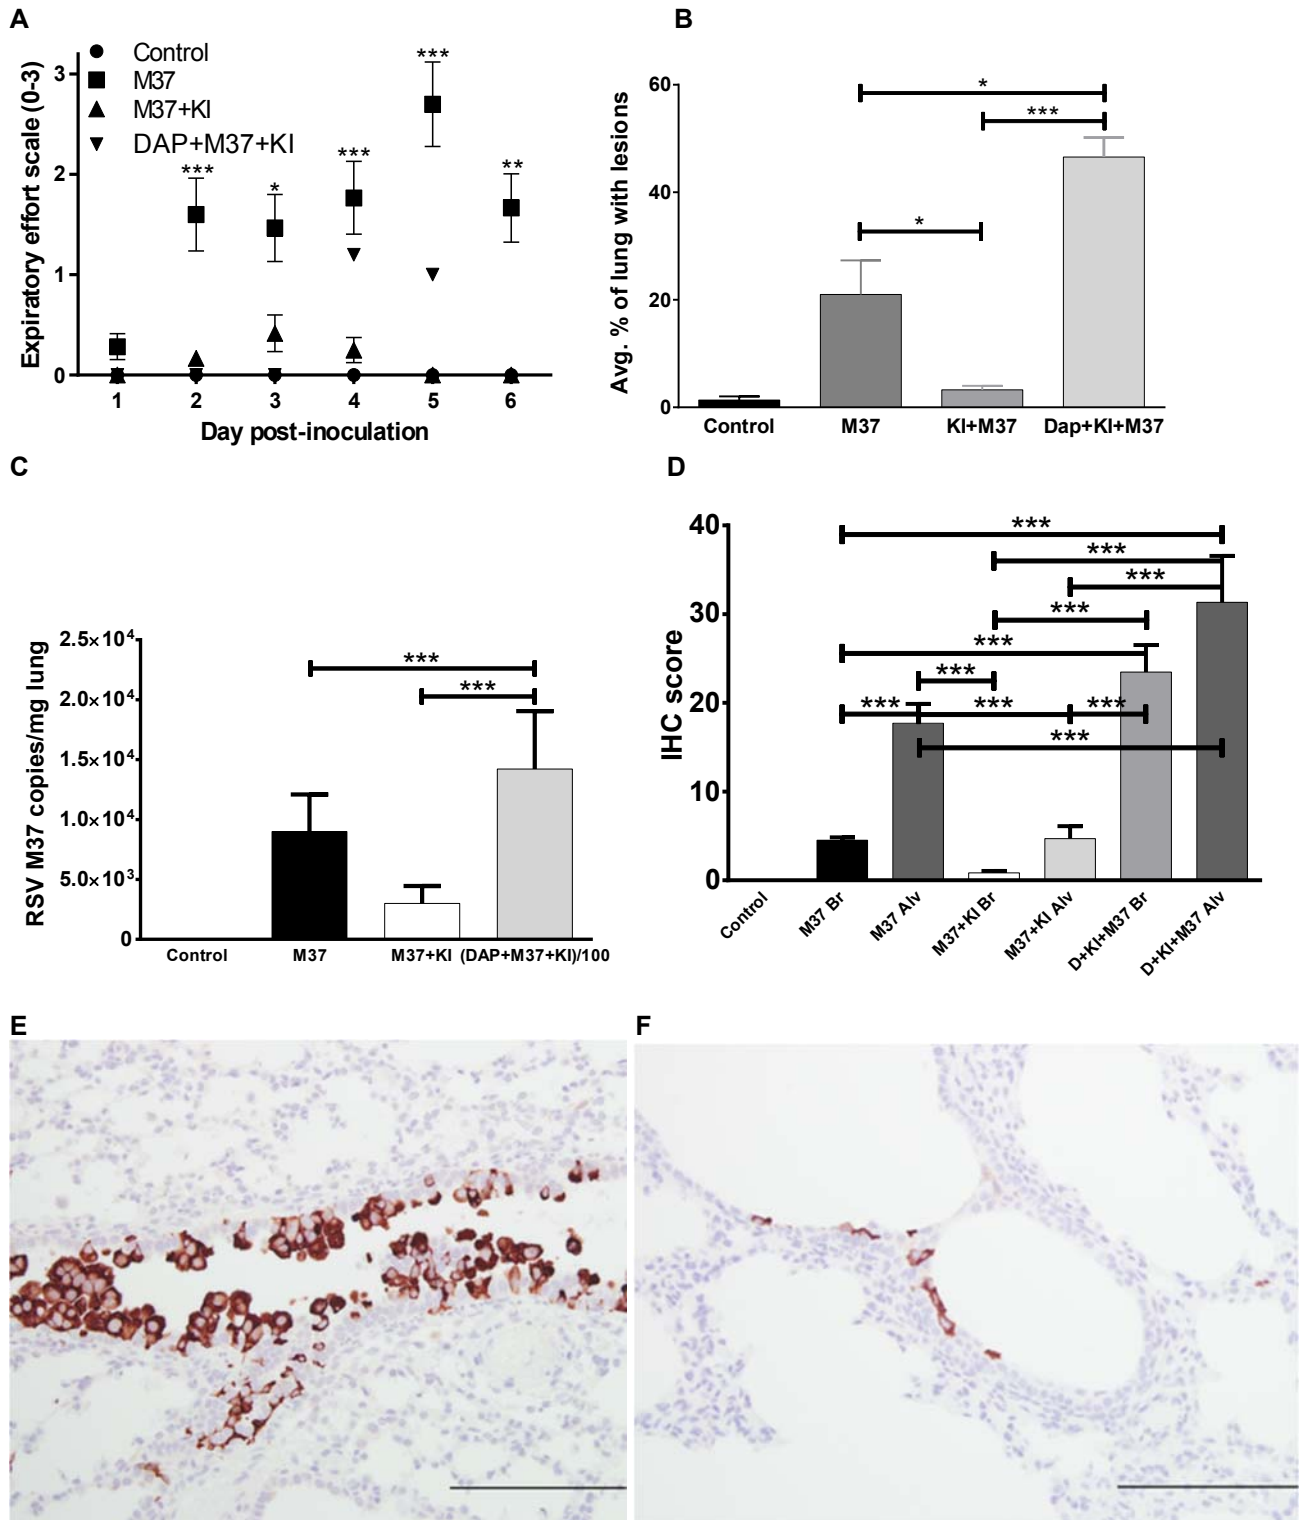 A
Control
M37
M37+KI
DAP+M37+KI
***
*
***
***
**
3
2
1
0
Expiratory effort scale (0-3)
1 2 3 4 5 6
Day post-inoculation
B
60
40
20
0
Avg. % of lung with lesions
*
***
*
Control M37 KI+M37 Dap+KI+M37
C
2.5×10⁴
2.0×10⁴
1.5×10⁴
1.0×10⁴
5.0×10³
0
RSV M37 copies/mg lung
***
***
Control M37 M37+KI (DAP+M37+KI)/100
D
40
30
20
10
0
IHC score
***
***
***
***
***
***
*** *** ***
***
Control
M37 Br
M37 Alv
M37+KI Br
M37+KI Alv
D+KI+M37 Br
D+KI+M37 Alv
E
F